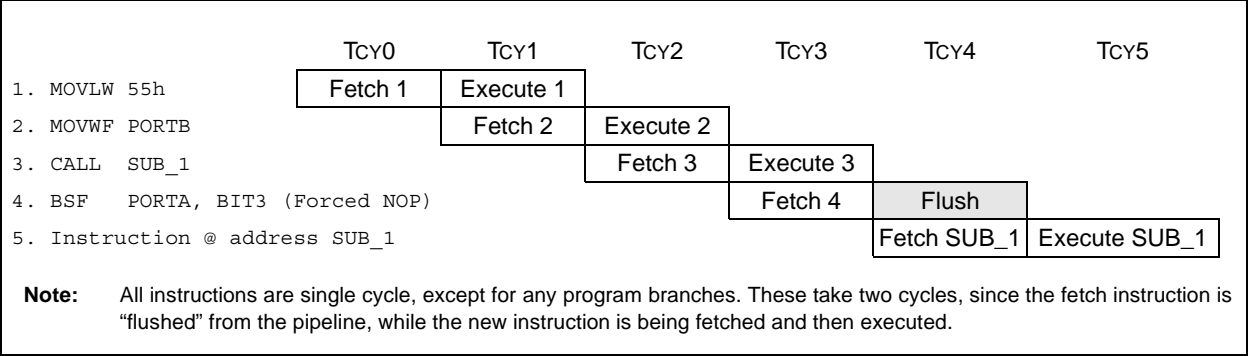 TCY0 TCY1 TCY2 TCY3 TCY4 TCY5
1. MOVLW 55h Fetch 1 Execute 1
2. MOVWF PORTB Fetch 2 Execute 2
3. CALL SUB_1 Fetch 3 Execute 3
4. BSF PORTA, BIT3 (Forced NOP) Fetch 4 Flush
5. Instruction @ address SUB_1 Fetch SUB_1 Execute SUB_1
Note: All instructions are single cycle, except for any program branches. These take two cycles, since the fetch instruction is
“flushed” from the pipeline, while the new instruction is being fetched and then executed.